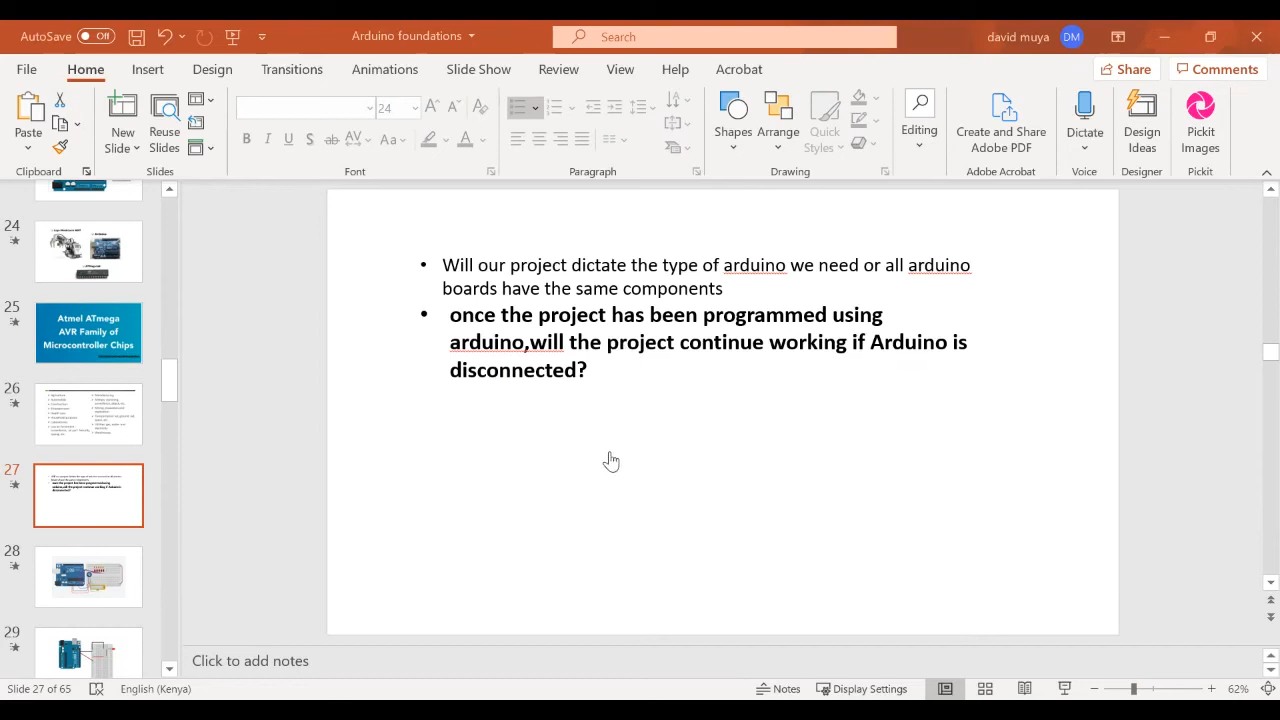 AutoSave Off Arduino foundations Search david muya DM
File Home Insert Design Transitions Animations Slide Show Review View Help Acrobat Share Comments
Paste New Slides Reuse Slides 24 Shapes Arrange Quick Styles Editing Create and Share Adobe PDF Dictate Design Ideas Pickit Images
Clipboard Slides Font Paragraph Drawing Adobe Acrobat Voice Designer Pickit
24
25
Atmel ATmega
AVR Family of
Microcontroller Chips
26
27
28
29
• Will our project dictate the type of arduino we need or all arduino
boards have the same components
• once the project has been programmed using
arduino,will the project continue working if Arduino is
disconnected?
Click to add notes
Slide 27 of 65 English (Kenya) Notes Display Settings 62%